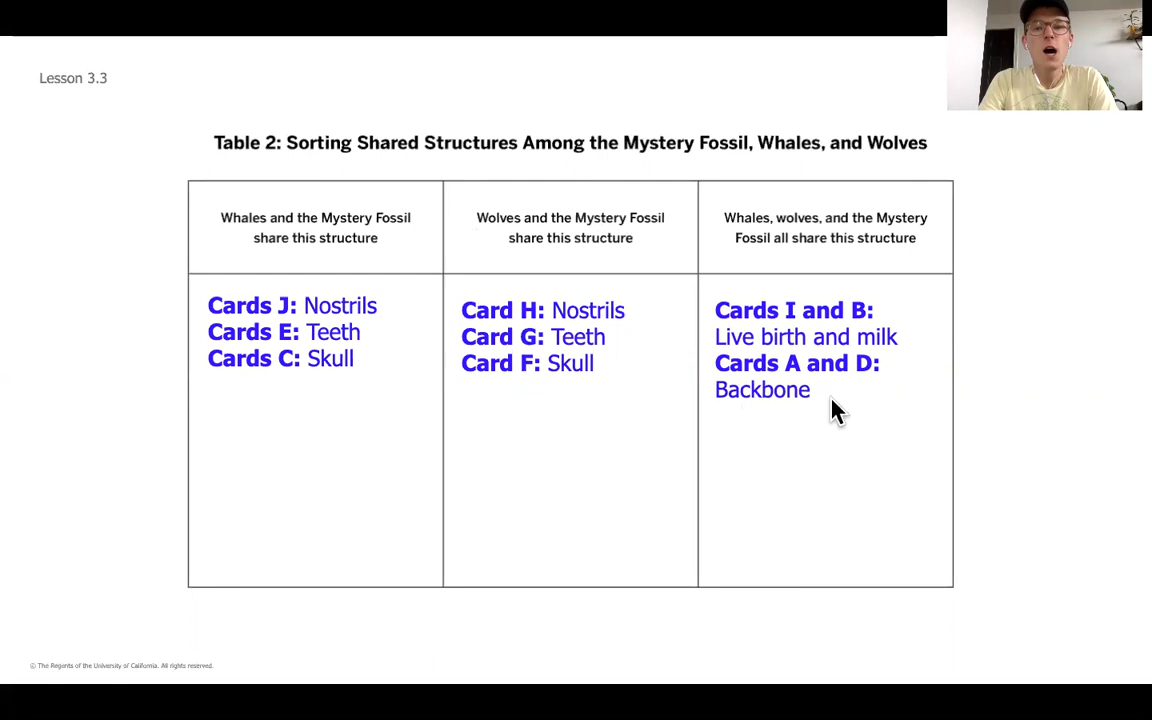 Lesson 3.3
Table 2: Sorting Shared Structures Among the Mystery Fossil, Whales, and Wolves
Whales and the Mystery Fossil
share this structure
Wolves and the Mystery Fossil
share this structure
Whales, wolves, and the Mystery
Fossil all share this structure
Cards J: Nostrils
Cards E: Teeth
Cards C: Skull
Card H: Nostrils
Card G: Teeth
Card F: Skull
Cards I and B:
Live birth and milk
Cards A and D:
Backbone
© The Regents of the University of California. All rights reserved.